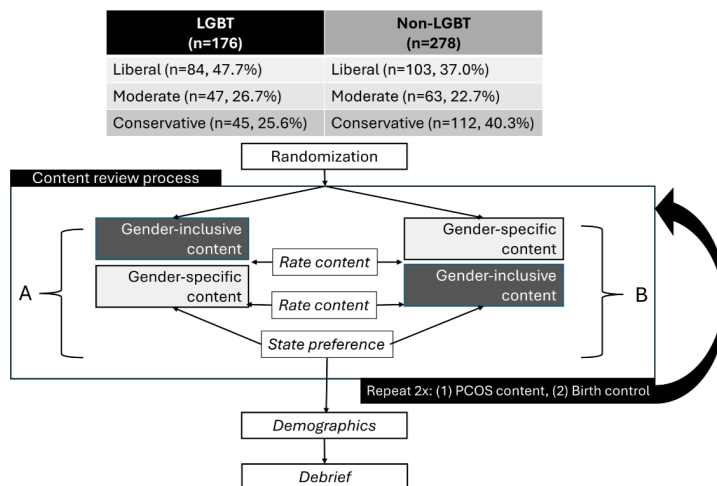 LGBT
(n=176)
Non-LGBT
(n=278)
Liberal (n=84, 47.7%)
Liberal (n=103, 37.0%)
Moderate (n=47, 26.7%)
Moderate (n=63, 22.7%)
Conservative (n=45, 25.6%)
Conservative (n=112, 40.3%)
Randomization
Content review process
Gender-inclusive
content
Gender-specific
content
Rate content
Gender-specific
content
Gender-inclusive
content
A
B
Rate content
State preference
Repeat 2x: (1) PCOS content, (2) Birth control
Demographics
Debrief